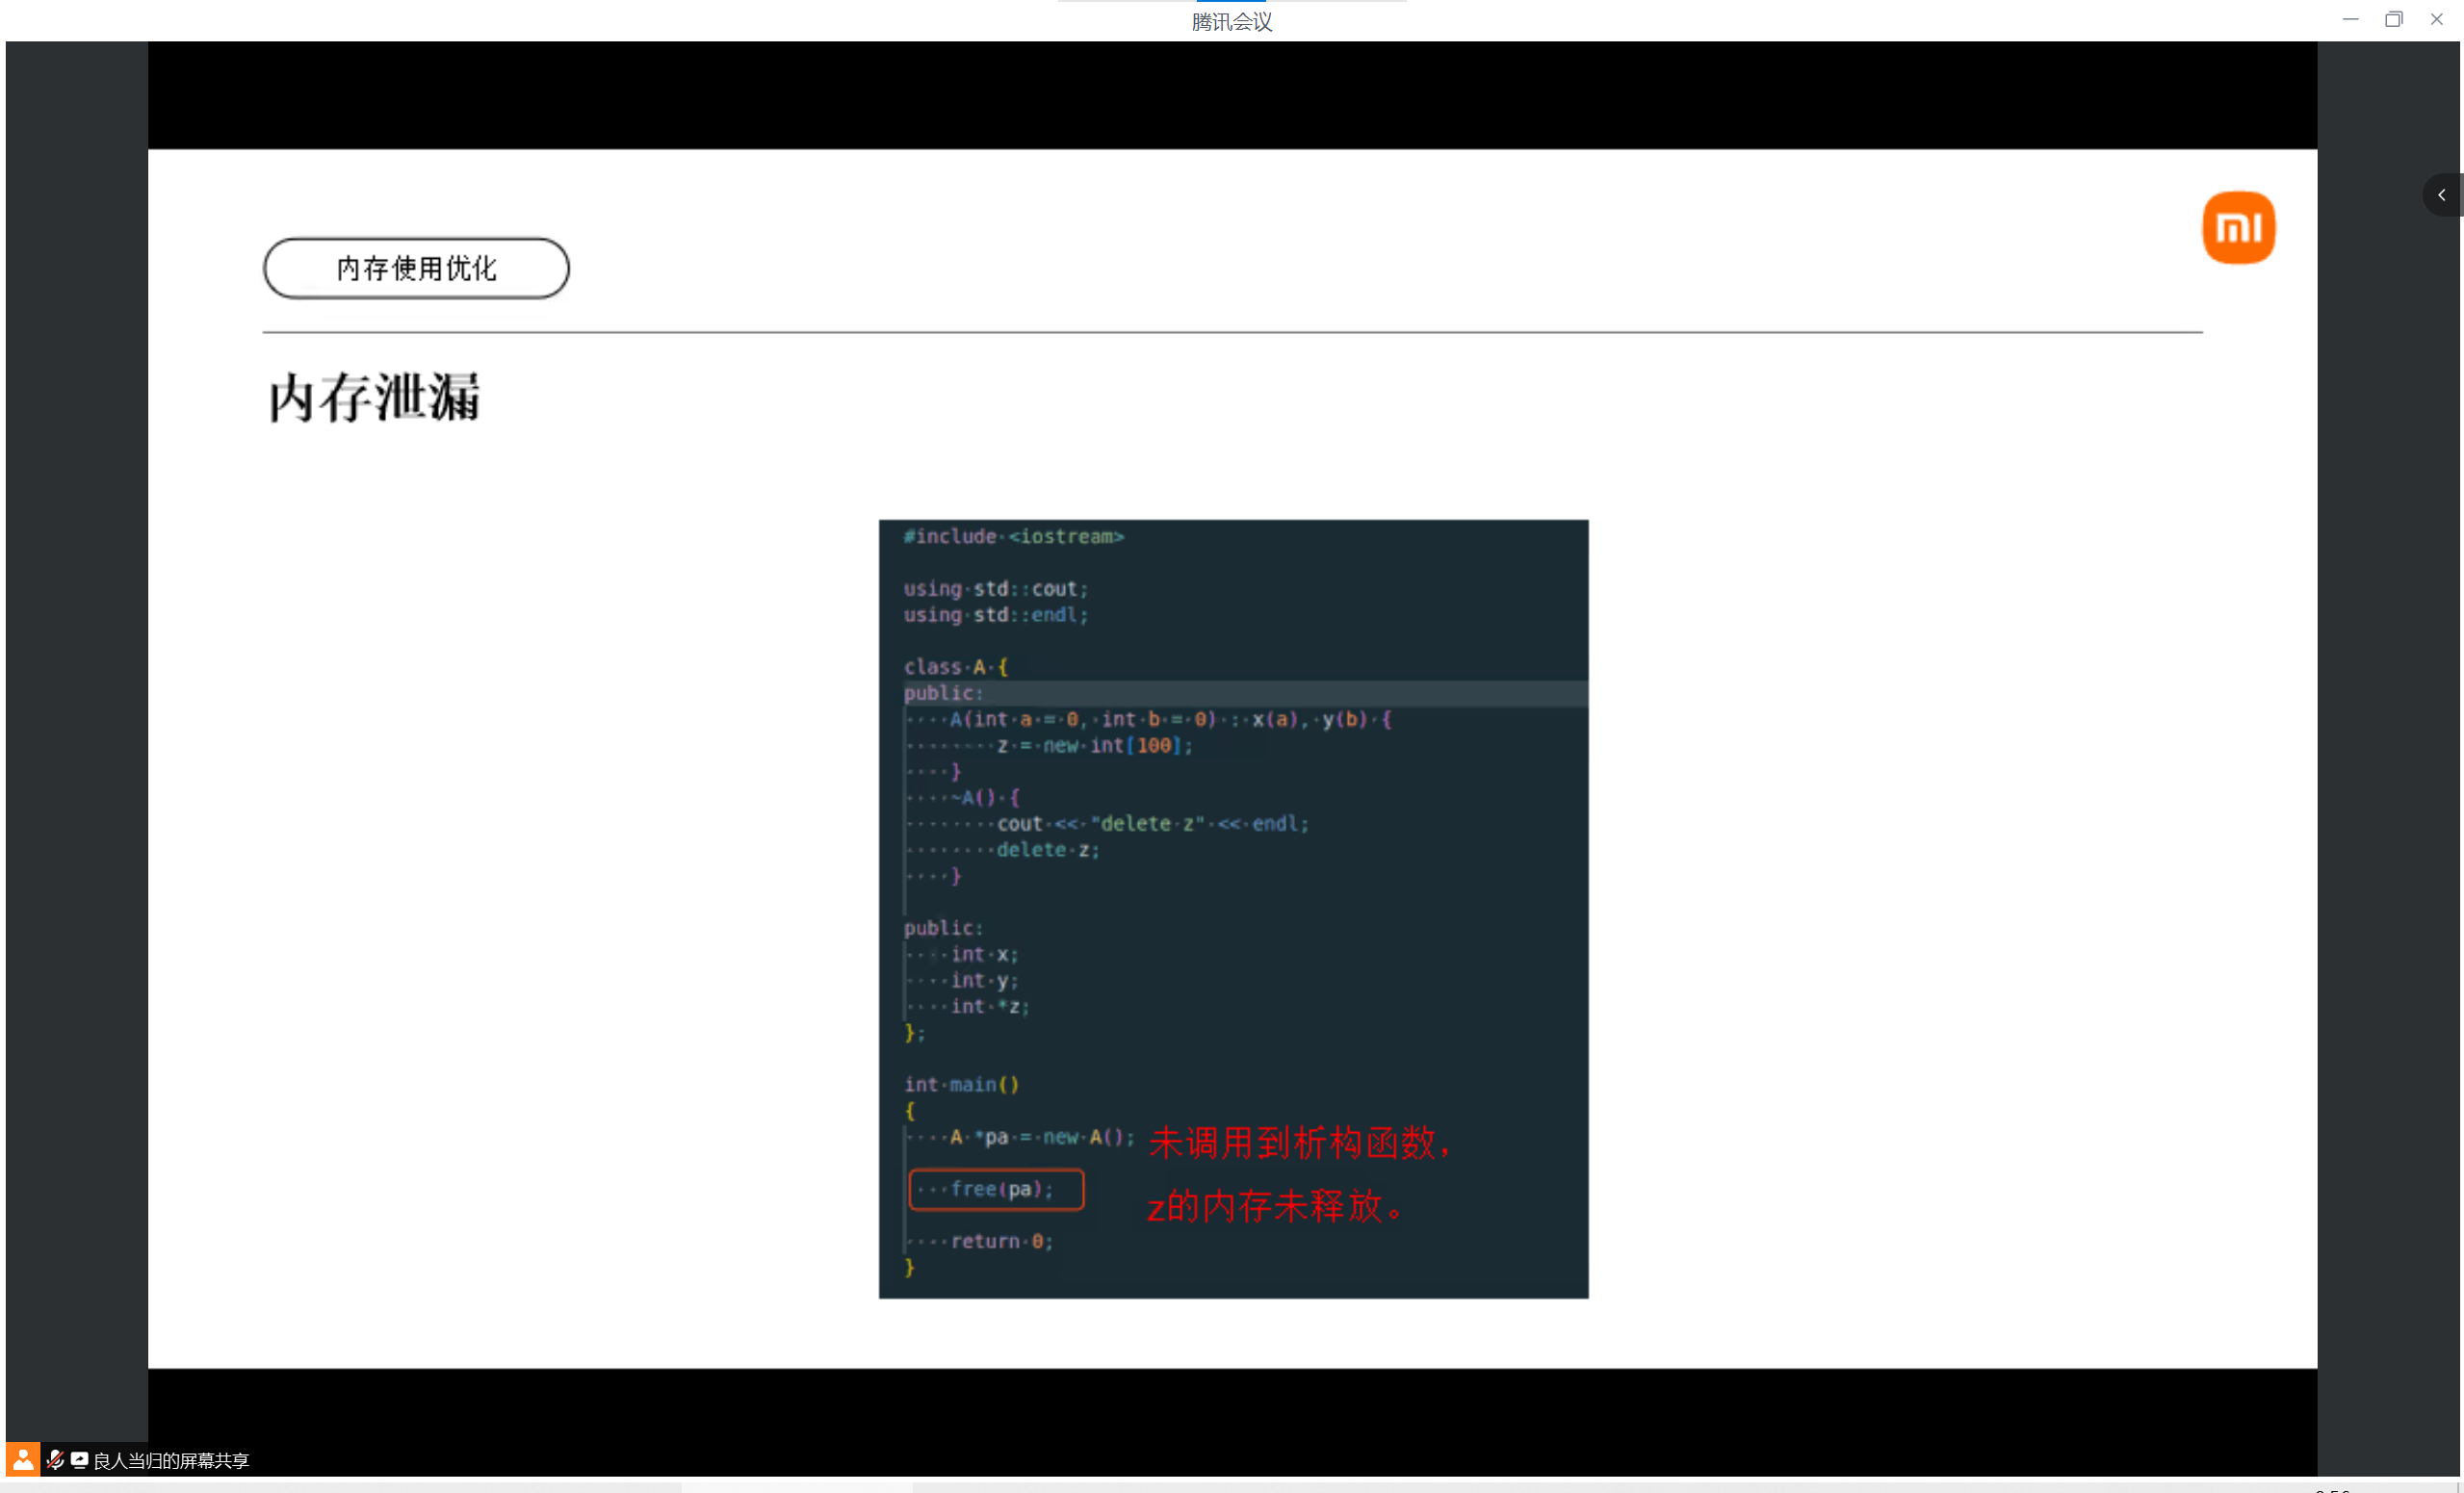 腾讯会议
内存使用优化
mi
内存泄漏
#include <iostream>
using std::cout;
using std::endl;
class A {
public:
    A(int a = 0, int b = 0) : x(a), y(b) {
        z = new int[100];
    }
    ~A() {
        cout << "delete z" << endl;
        delete z;
    }
public:
    int x;
    int y;
    int *z;
};
int main()
{
    A *pa = new A(); 未调用到析构函数，
    free(pa); z的内存未释放。
    return 0;
}
良人当归的屏幕共享